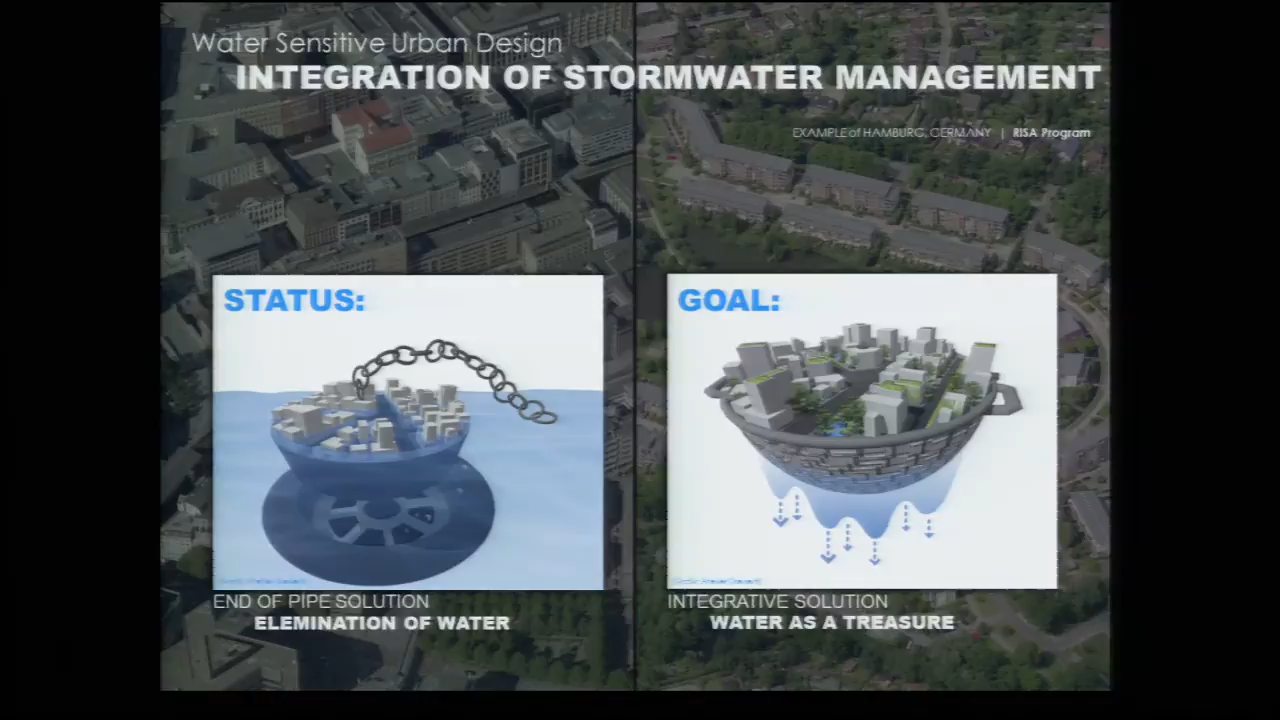 Water Sensitive Urban Design
INTEGRATION OF STORMWATER MANAGEMENT
EXAMPLE of HAMBURG, GERMANY | RISA Program
STATUS:
GOAL:
END OF PIPE SOLUTION
ELEMINATION OF WATER
INTEGRATIVE SOLUTION
WATER AS A TREASURE